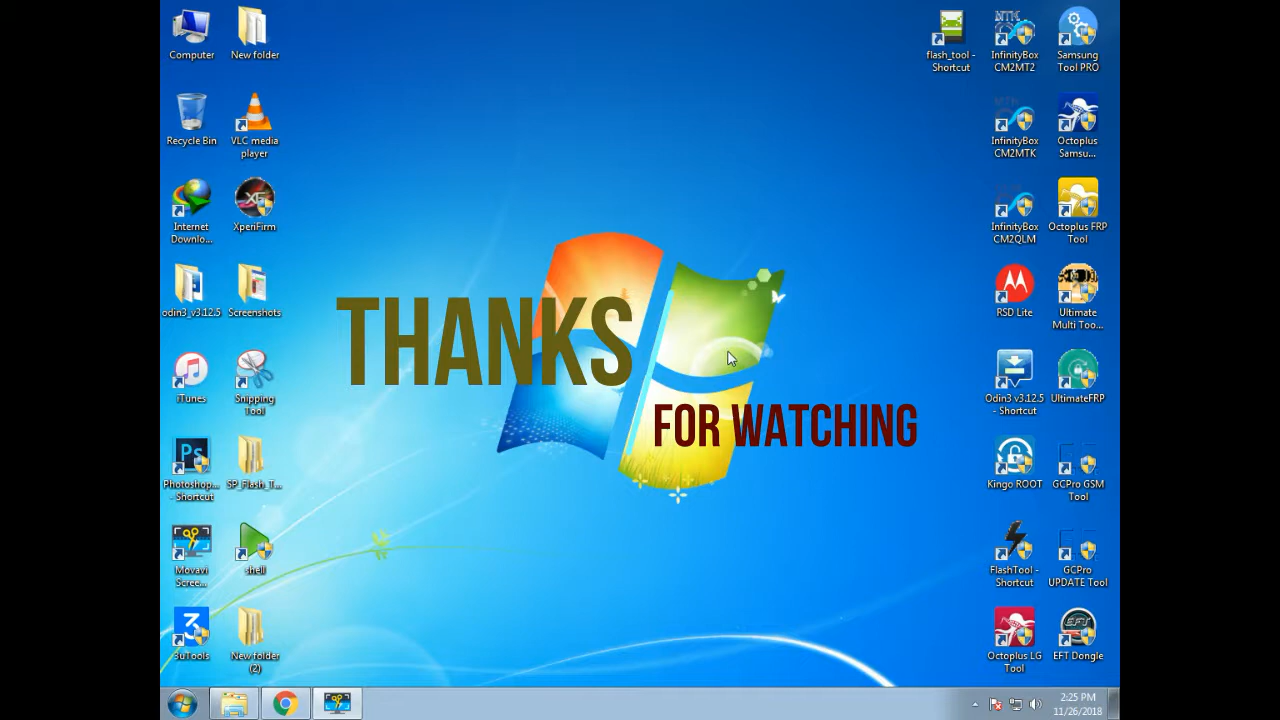 Computer
New folder
Recycle Bin
VLC media
player
Internet
Downlo...
XperiFirm
odin3_v3.12.5
Screenshots
iTunes
Snipping
Tool
Ps
Photoshop...
- Shortcut
SP_Flash_T...
Movavi
Scree...
shell
3uTools
New folder
(2)
THANKS
FOR WATCHING
flash_tool -
Shortcut
InfinityBox
CM2MT2
Samsung
Tool PRO
InfinityBox
CM2MTK
Octoplus
Samsu...
InfinityBox
CM2QLM
Octoplus FRP
Tool
RSD Lite
Ultimate
Multi Too...
Odin3 v3.12.5
- Shortcut
UltimateFRP
Kingo ROOT
GCPro GSM
Tool
FlashTool -
Shortcut
GCPro
UPDATE Tool
Octoplus LG
Tool
EFT
EFT Dongle
2:25 PM
11/26/2018